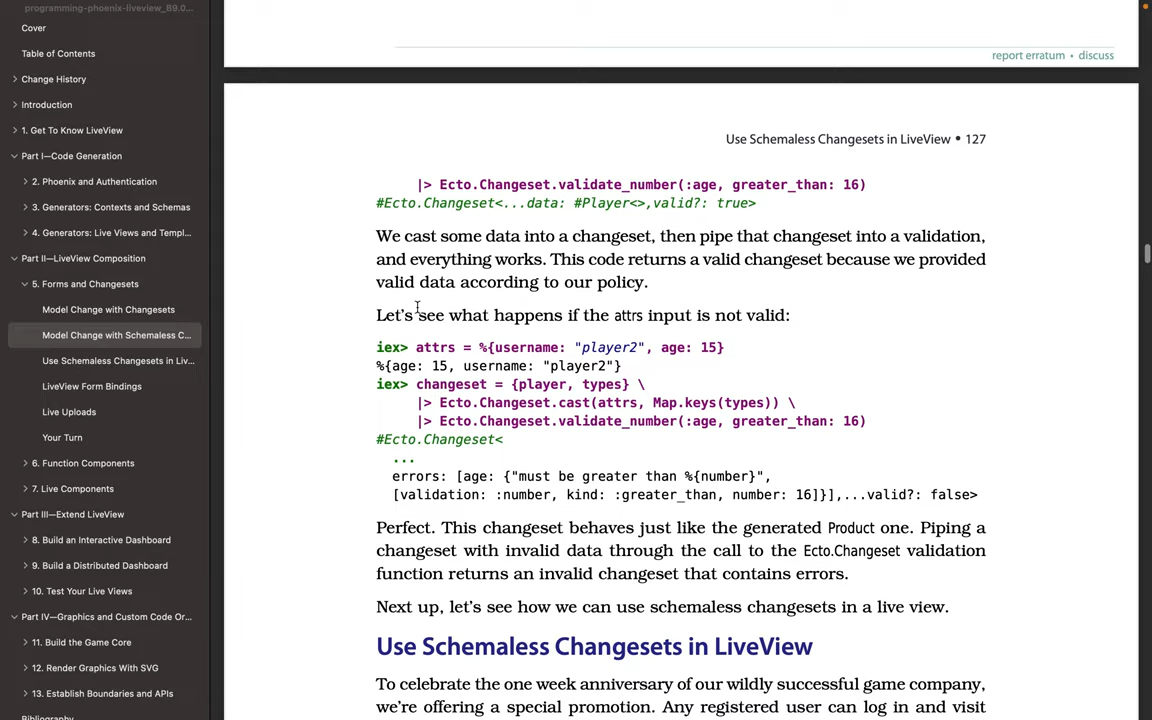 programming-phoenix-liveview_B9.0...
Cover
Table of Contents
Change History
Introduction
1. Get To Know LiveView
Part I—Code Generation
2. Phoenix and Authentication
3. Generators: Contexts and Schemas
4. Generators: Live Views and Templ...
Part II—LiveView Composition
5. Forms and Changesets
Model Change with Changesets
Model Change with Schemaless C...
Use Schemaless Changesets in Liv...
LiveView Form Bindings
Live Uploads
Your Turn
6. Function Components
7. Live Components
Part III—Extend LiveView
8. Build an Interactive Dashboard
9. Build a Distributed Dashboard
10. Test Your Live Views
Part IV—Graphics and Custom Code Or...
11. Build the Game Core
12. Render Graphics With SVG
13. Establish Boundaries and APIs
Bibliography
report erratum • discuss
Use Schemaless Changesets in LiveView • 127
|> Ecto.Changeset.validate_number(:age, greater_than: 16)
#Ecto.Changeset<...data: #Player<>,valid?: true>
We cast some data into a changeset, then pipe that changeset into a validation,
and everything works. This code returns a valid changeset because we provided
valid data according to our policy.
Let's see what happens if the attrs input is not valid:
iex> attrs = %{username: "player2", age: 15}
%{age: 15, username: "player2"}
iex> changeset = {player, types} \
|> Ecto.Changeset.cast(attrs, Map.keys(types)) \
|> Ecto.Changeset.validate_number(:age, greater_than: 16)
#Ecto.Changeset<
...
errors: [age: {"must be greater than %{number}",
[validation: :number, kind: :greater_than, number: 16]}],...valid?: false>
Perfect. This changeset behaves just like the generated Product one. Piping a
changeset with invalid data through the call to the Ecto.Changeset validation
function returns an invalid changeset that contains errors.
Next up, let's see how we can use schemaless changesets in a live view.
Use Schemaless Changesets in LiveView
To celebrate the one week anniversary of our wildly successful game company,
we're offering a special promotion. Any registered user can log in and visit